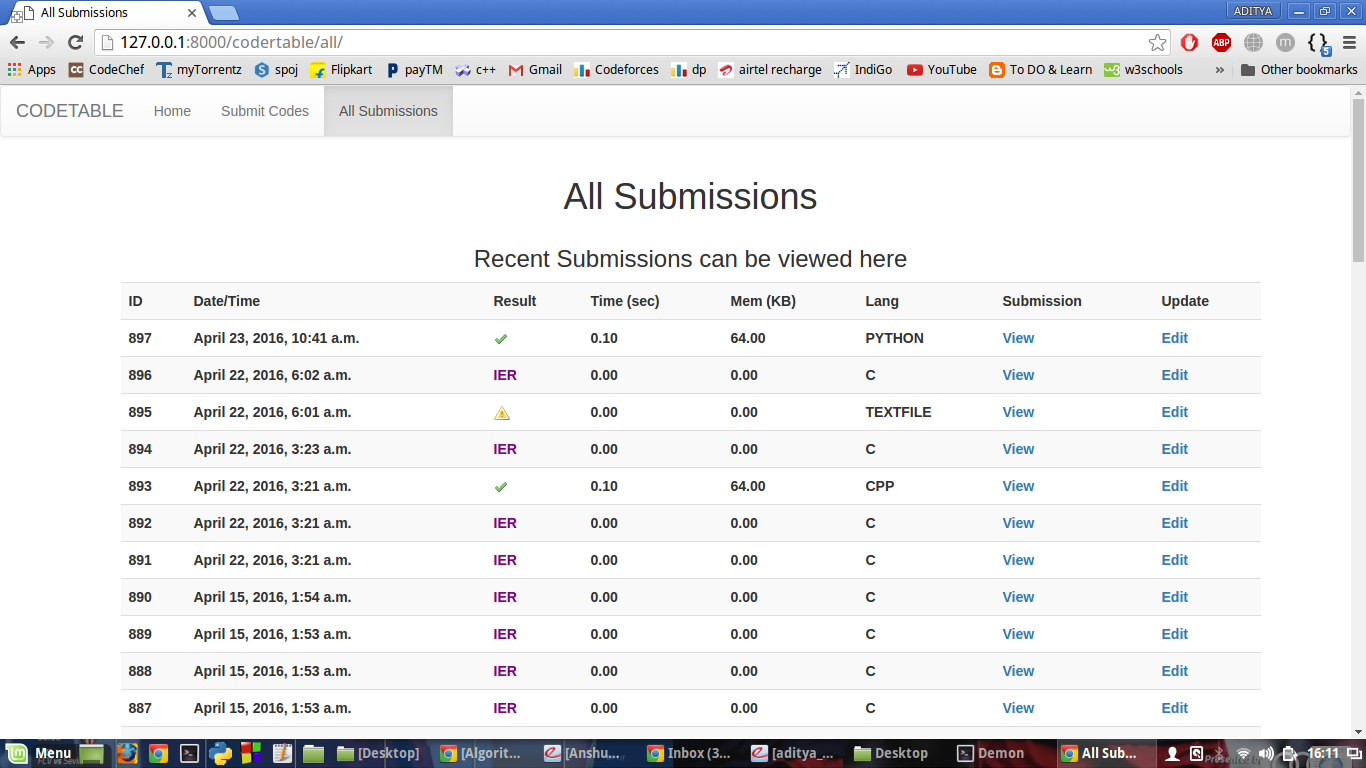 All Submissions
ADITYA
127.0.0.1:8000/codertable/all/
ABP
m
5
Apps CC CodeChef myTorrentz spoj Flipkart payTM c++ Gmail Codeforces dp airtel recharge IndiGo YouTube To DO & Learn w3schools » Other bookmarks
CODETABLE Home Submit Codes All Submissions
All Submissions
Recent Submissions can be viewed here
ID Date/Time Result Time (sec) Mem (KB) Lang Submission Update
897 April 23, 2016, 10:41 a.m. 0.10 64.00 PYTHON View Edit
896 April 22, 2016, 6:02 a.m. IER 0.00 0.00 C View Edit
895 April 22, 2016, 6:01 a.m. 0.00 0.00 TEXTFILE View Edit
894 April 22, 2016, 3:23 a.m. IER 0.00 0.00 C View Edit
893 April 22, 2016, 3:21 a.m. 0.10 64.00 CPP View Edit
892 April 22, 2016, 3:21 a.m. IER 0.00 0.00 C View Edit
891 April 22, 2016, 3:21 a.m. IER 0.00 0.00 C View Edit
890 April 15, 2016, 1:54 a.m. IER 0.00 0.00 C View Edit
889 April 15, 2016, 1:53 a.m. IER 0.00 0.00 C View Edit
888 April 15, 2016, 1:53 a.m. IER 0.00 0.00 C View Edit
887 April 15, 2016, 1:53 a.m. IER 0.00 0.00 C View Edit
Menu [Desktop] [Algorit... [Anshu... Inbox (3... [aditya_... Desktop Demon All Sub... 16:11